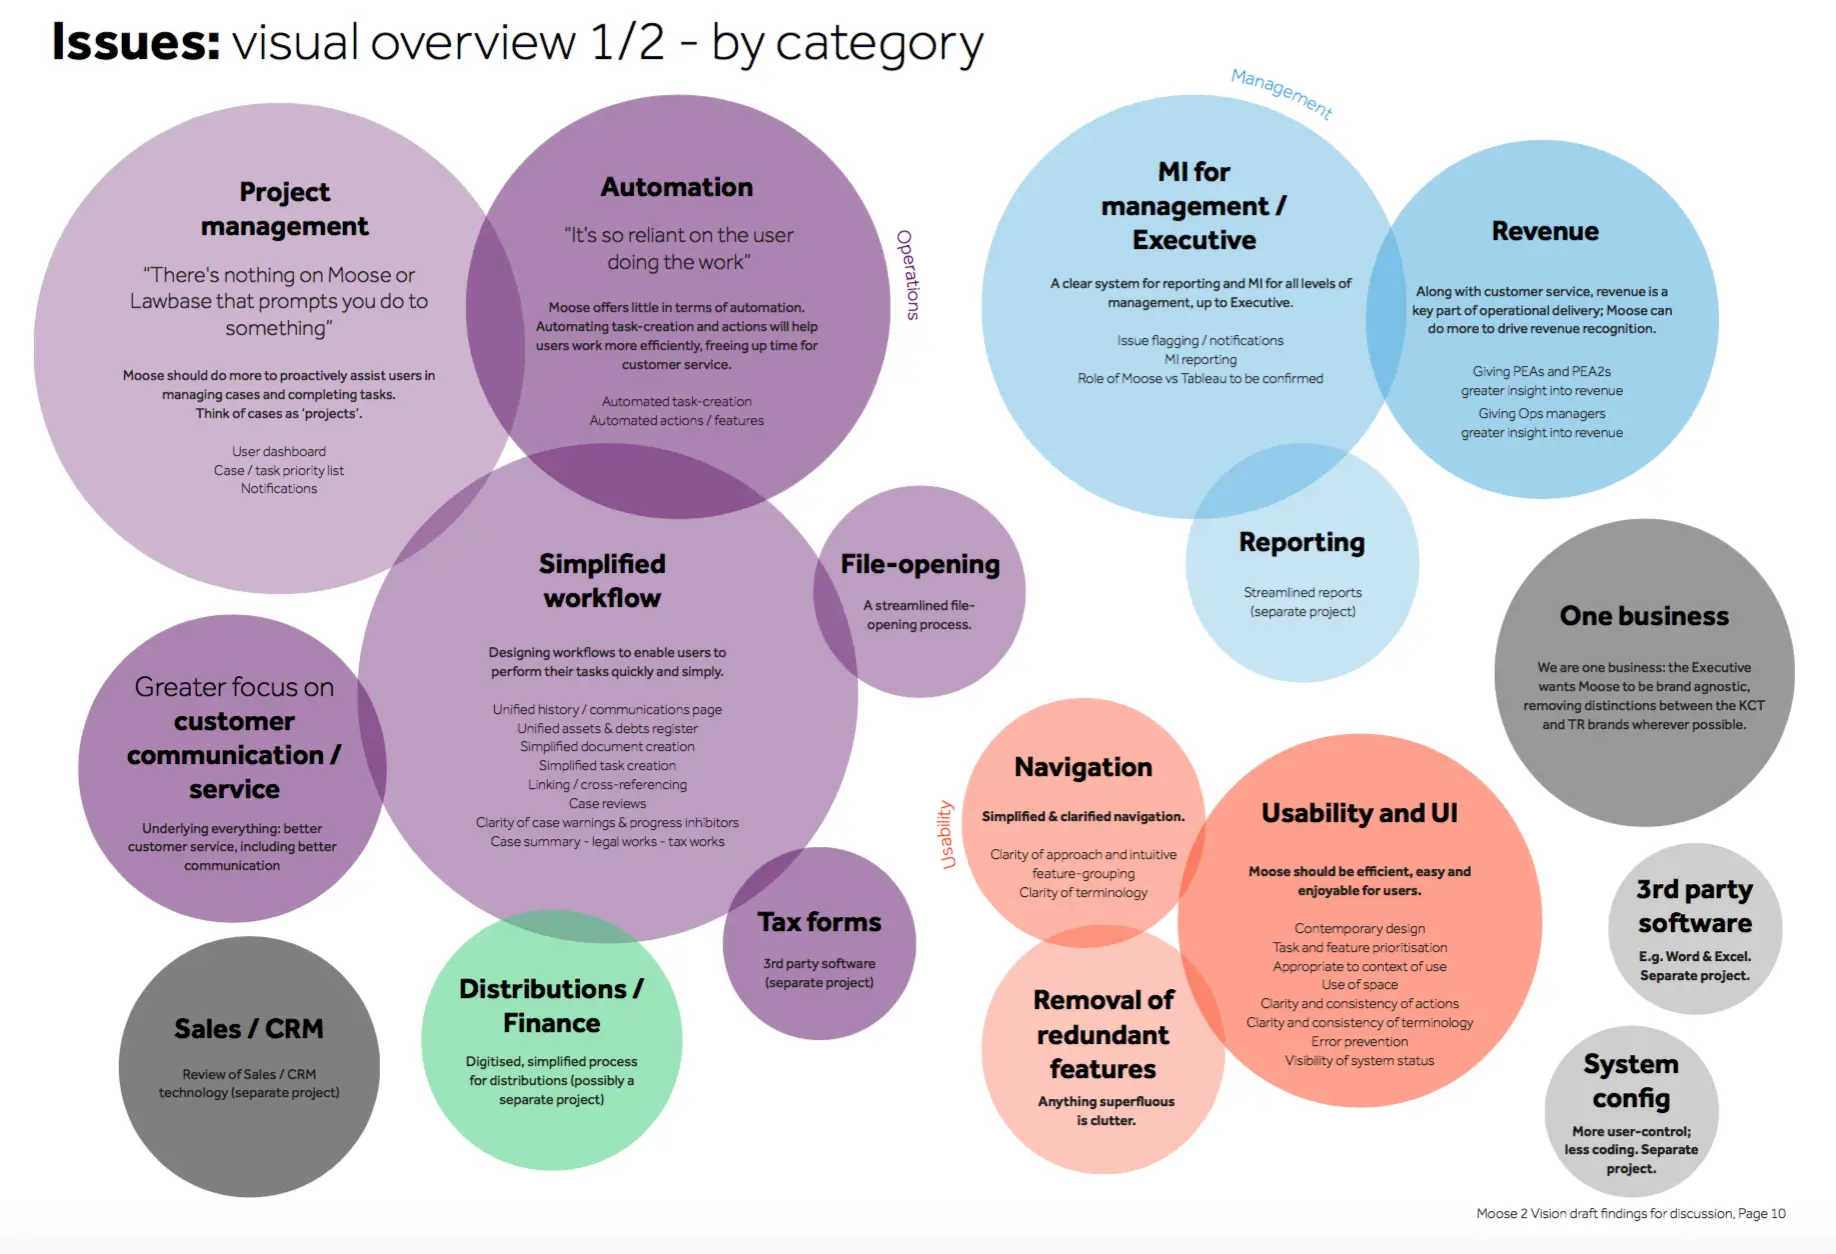 Issues: visual overview 1/2 - by category
Project
management
“There's nothing on Moose or
Lawbase that prompts you do to
something”
Moose should do more to proactively assist users in
managing cases and completing tasks.
Think of cases as ‘projects’.
User dashboard
Case / task priority list
Notifications
Automation
“It’s so reliant on the user
doing the work”
Moose offers little in terms of automation.
Automating task-creation and actions will help
users work more efficiently, freeing up time for
customer service.
Automated task-creation
Automated actions / features
Operations
Simplified
workflow
Designing workflows to enable users to
perform their tasks quickly and simply.
Unified history / communications page
Unified assets & debts register
Simplified document creation
Simplified task creation
Linking / cross-referencing
Case reviews
Clarity of case warnings & progress inhibitors
Case summary - legal works - tax works
File-opening
A streamlined file-
opening process.
Greater focus on
customer
communication /
service
Underlying everything: better
customer service, including better
communication
Tax forms
3rd party software
(separate project)
Distributions /
Finance
Digitised, simplified process
for distributions (possibly a
separate project)
Sales / CRM
Review of Sales / CRM
technology (separate project)
Management
MI for
management /
Executive
A clear system for reporting and MI for all levels of
management, up to Executive.
Issue flagging / notifications
MI reporting
Role of Moose vs Tableau to be confirmed
Revenue
Along with customer service, revenue is a
key part of operational delivery; Moose can
do more to drive revenue recognition.
Giving PEAs and PEA2s
greater insight into revenue
Giving Ops managers
greater insight into revenue
Reporting
Streamlined reports
(separate project)
One business
We are one business: the Executive
wants Moose to be brand agnostic,
removing distinctions between the KCT
and TR brands wherever possible.
Usability
Navigation
Simplified & clarified navigation.
Clarity of approach and intuitive
feature-grouping
Clarity of terminology
Usability and UI
Moose should be efficient, easy and
enjoyable for users.
Contemporary design
Task and feature prioritisation
Appropriate to context of use
Use of space
Clarity and consistency of actions
Clarity and consistency of terminology
Error prevention
Visibility of system status
Removal of
redundant
features
Anything superfluous
is clutter.
3rd party
software
E.g. Word & Excel.
Separate project.
System
config
More user-control;
less coding. Separate
project.
Moose 2 Vision draft findings for discussion, Page 10